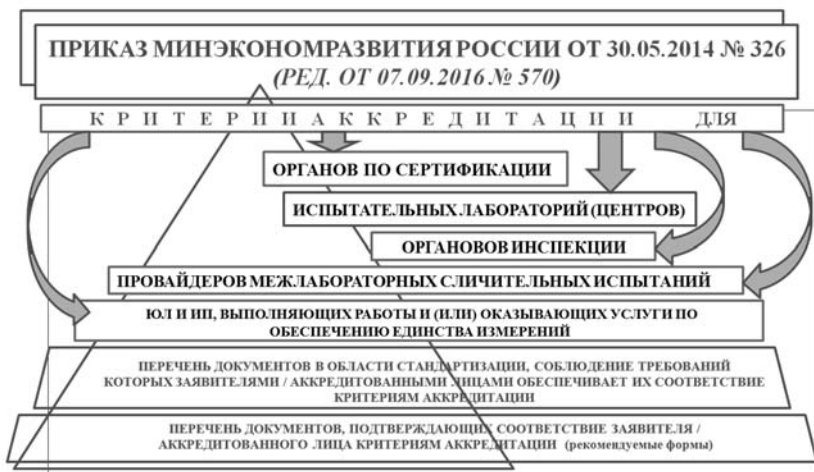 ПРИКАЗ МИНЭКОНОМРАЗВИТИЯ РОССИИ ОТ 30.05.2014 № 326
(РЕД. ОТ 07.09.2016 № 570)
К Р И Т Е Р И И А К К Р Е Д И Т А Ц И И ДЛЯ
ОРГАНОВ ПО СЕРТИФИКАЦИИ
ИСПЫТАТЕЛЬНЫХ ЛАБОРАТОРИЙ (ЦЕНТРОВ)
ОРГАНОВОВ ИНСПЕКЦИИ
ПРОВАЙДЕРОВ МЕЖЛАБОРАТОРНЫХ СЛИЧИТЕЛЬНЫХ ИСПЫТАНИЙ
ЮЛ И ИП, ВЫПОЛНЯЮЩИХ РАБОТЫ И (ИЛИ) ОКАЗЫВАЮЩИХ УСЛУГИ ПО
ОБЕСПЕЧЕНИЮ ЕДИНСТВА ИЗМЕРЕНИЙ
ПЕРЕЧЕНЬ ДОКУМЕНТОВ В ОБЛАСТИ СТАНДАРТИЗАЦИИ, СОБЛЮДЕНИЕ ТРЕБОВАНИЙ
КОТОРЫХ ЗАЯВИТЕЛЯМИ / АККРЕДИТОВАННЫМИ ЛИЦАМИ ОБЕСПЕЧИВАЕТ ИХ СООТВЕТСТВИЕ
КРИТЕРИЯМ АККРЕДИТАЦИИ
ПЕРЕЧЕНЬ ДОКУМЕНТОВ, ПОДТВЕРЖДАЮЩИХ СООТВЕТСТВИЕ ЗАЯВИТЕЛЯ /
АККРЕДИТОВАННОГО ЛИЦА КРИТЕРИЯМ АККРЕДИТАЦИИ (рекомендуемые формы)